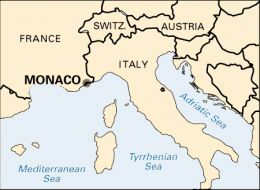 SWITZ.
AUSTRIA
FRANCE
ITALY
MONACO
Adriatic Sea
Mediterranean
Sea
Tyrrhenian
Sea